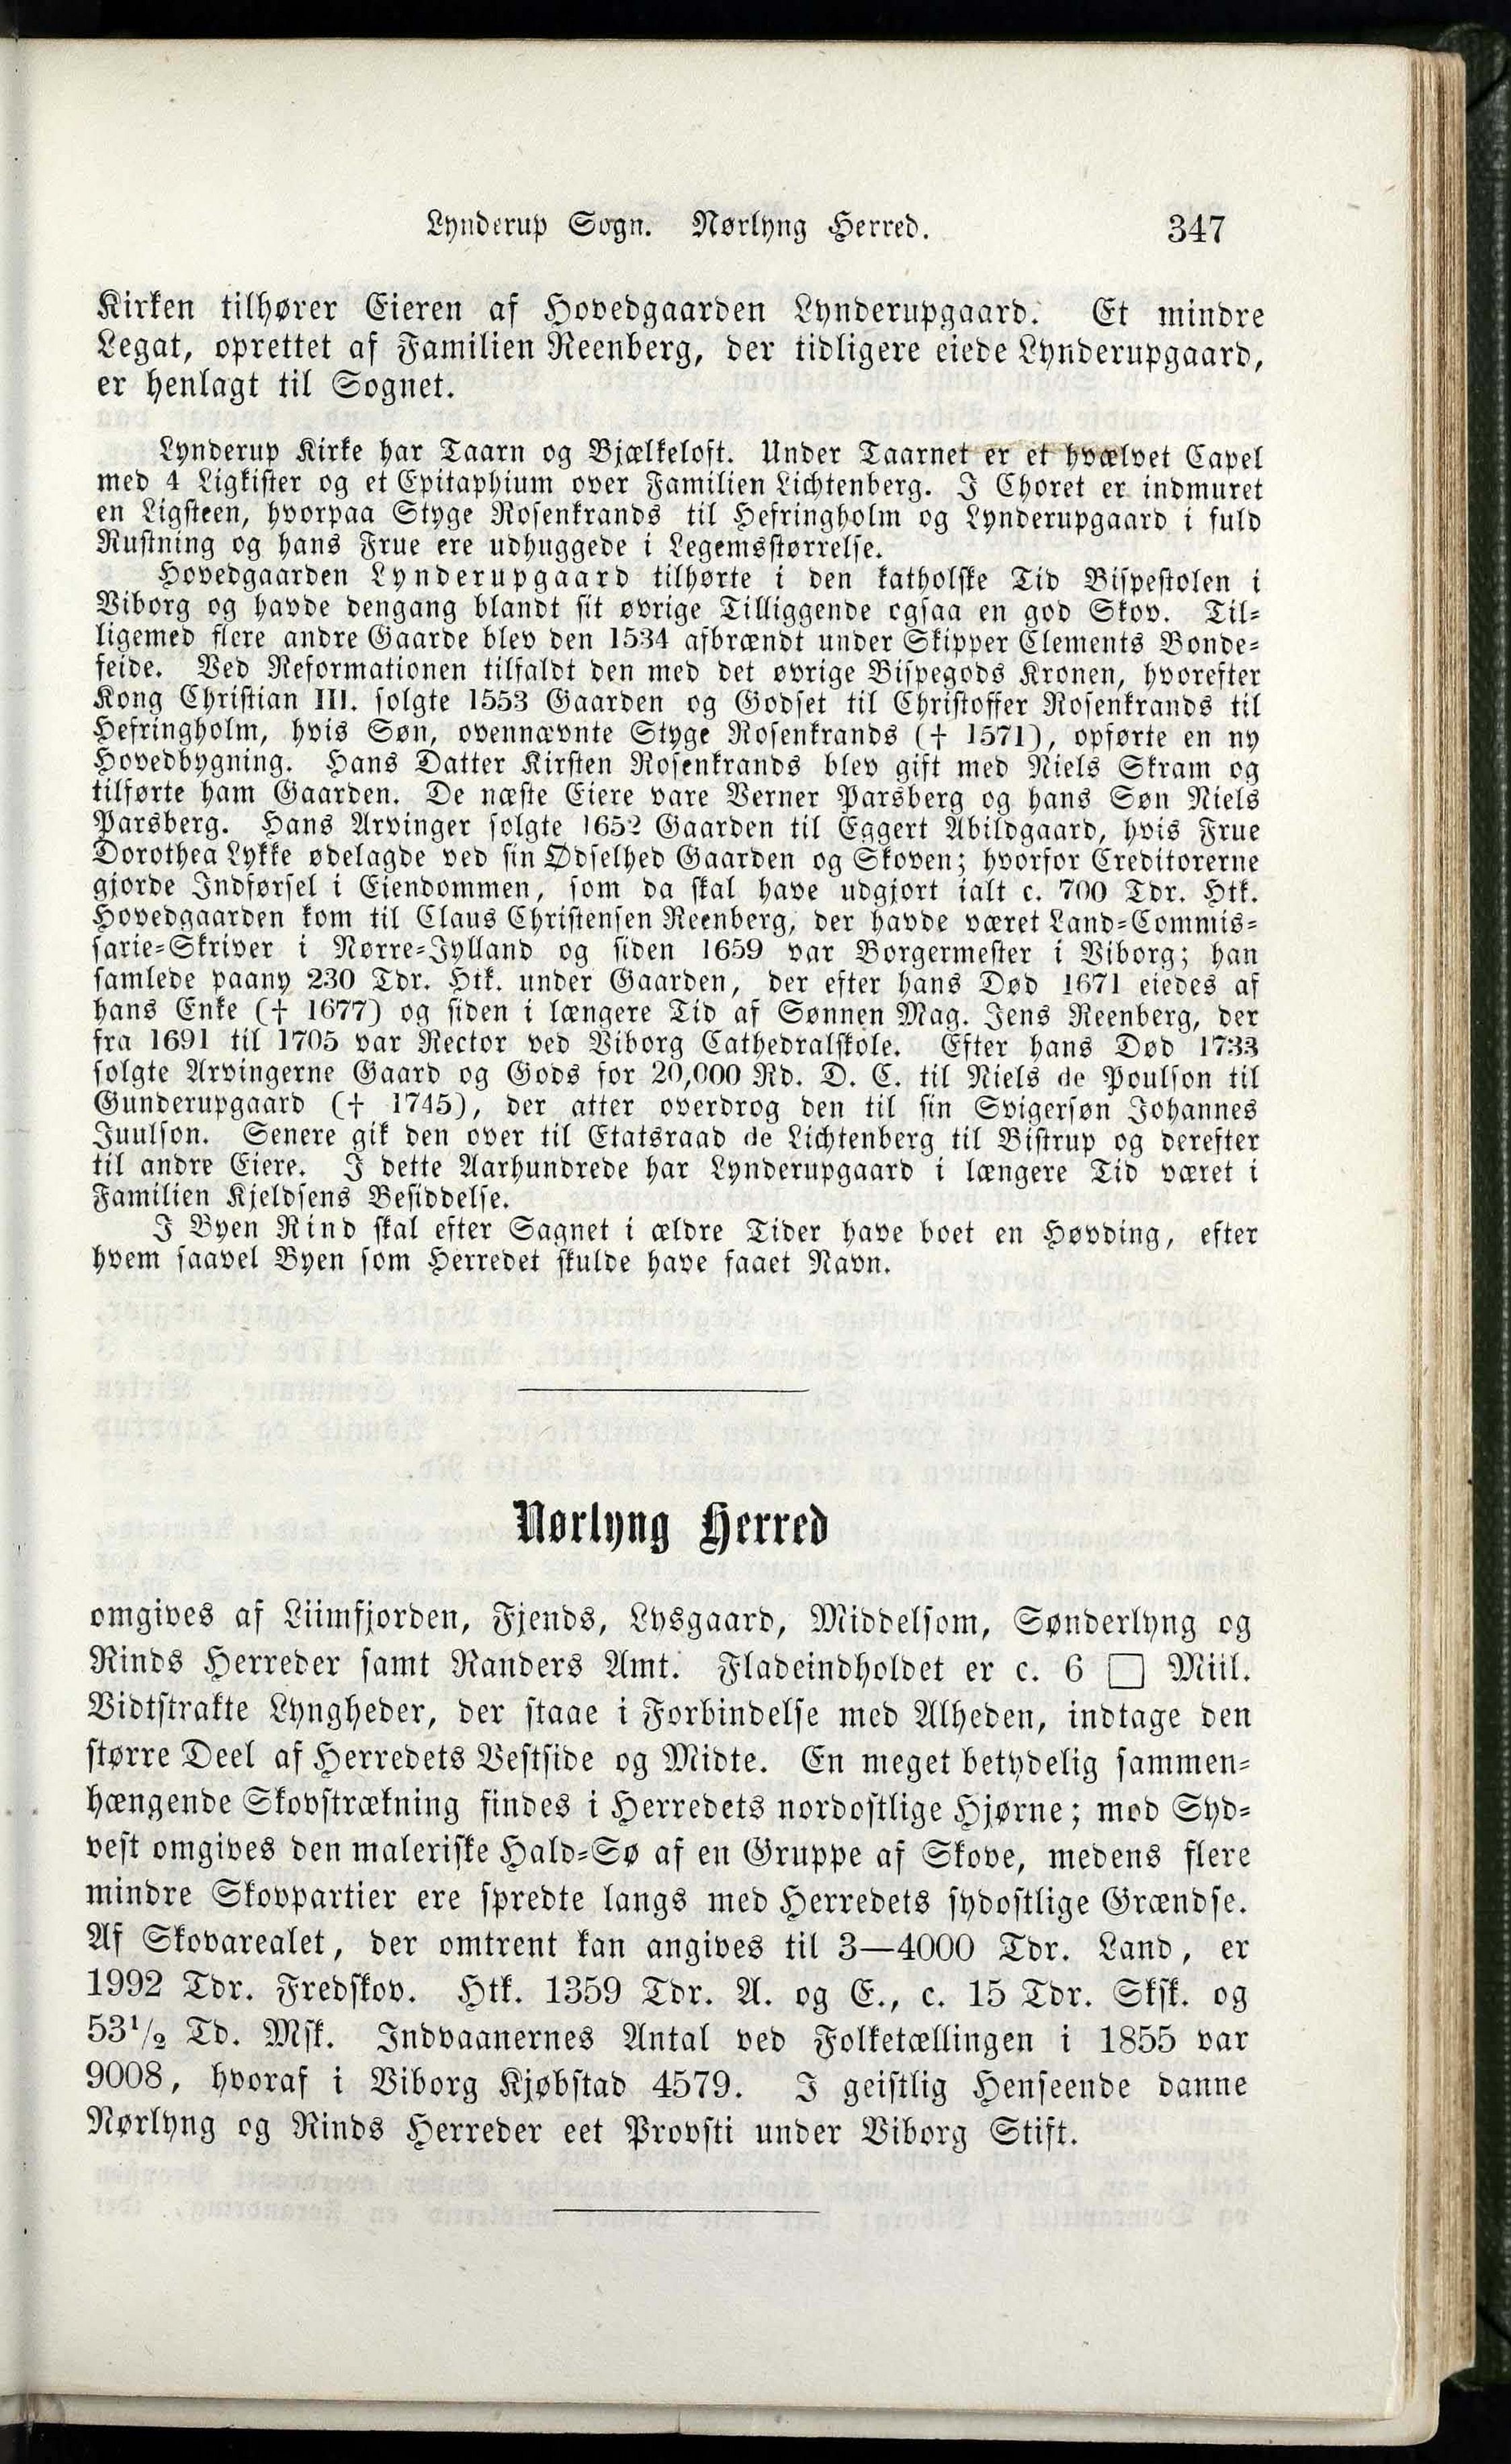 Lynderup Sogn. Nørlyng Herred. 347
Kirken tilhører Eieren af Hovedgaarden Lynderupgaard. Et mindre
Legat, oprettet af Familien Reenberg, der tidligere eiede Lynderupgaard,
er henlagt til Sognet.
Lynderup Kirke har Taarn og Bjælkeloft. Under Taarnet er et hvælvet Capel
med 4 Ligkister og et Epitaphium over Familien Lichtenberg. I Choret er indmuret
en Ligsteen, hvorpaa Styge Rosenkrands til Hefringholm og Lynderupgaard i fuld
Rustning og hans Frue ere udhuggede i Legemsstørrelse.
Hovedgaarden Lynderupgaard tilhørte i den katholske Tid Bispestolen i
Viborg og havde dengang blandt sit øvrige Tilliggende ogsaa en god Skov. Til-
ligemed flere andre Gaarde blev den 1534 afbrændt under Skipper Clements Bonde-
feide. Ved Reformationen tilfaldt den med det øvrige Bispegods Kronen, hvorefter
Kong Christian III. solgte 1553 Gaarden og Godset til Christoffer Rosenkrands til
Hefringholm, hvis Søn, ovennævnte Styge Rosenkrands († 1571), opførte en ny
Hovedbygning. Hans Datter Kirsten Rosenkrands blev gift med Niels Skram og
tilførte ham Gaarden. De næste Eiere vare Verner Parsberg og hans Søn Niels
Parsberg. Hans Arvinger solgte 1652 Gaarden til Eggert Abildgaard, hvis Frue
Dorothea Lykke ødelagde ved sin Ødselhed Gaarden og Skoven; hvorfor Creditorerne
gjorde Indførsel i Eiendommen, som da skal have udgjort ialt c. 700 Tdr. Htk.
Hovedgaarden kom til Claus Christensen Reenberg, der havde været Land-Commis-
sarie-Skriver i Nørre-Jylland og siden 1659 var Borgermester i Viborg; han
samlede paany 230 Tdr. Htk. under Gaarden, der efter hans Død 1671 eiedes af
hans Enke († 1677) og siden i længere Tid af Sønnen Mag. Jens Reenberg, der
fra 1691 til 1705 var Rector ved Viborg Cathedralskole. Efter hans Død 1733
solgte Arvingerne Gaard og Gods for 20,000 Rd. D. C. til Niels de Poulson til
Gunderupgaard († 1745), der atter overdrog den til sin Svigersøn Johannes
Juulson. Senere gik den over til Etatsraad de Lichtenberg til Bistrup og derefter
til andre Eiere. I dette Aarhundrede har Lynderupgaard i længere Tid været i
Familien Kjeldsens Besiddelse.
I Byen Rind skal efter Sagnet i ældre Tider have boet en Høvding, efter
hvem saavel Byen som Herredet skulde have faaet Navn.
Nørlyng Herred
omgives af Liimfjorden, Fjends, Lysgaard, Middelsom, Sønderlyng og
Rinds Herreder samt Randers Amt. Fladeindholdet er c. 6 □ Miil.
Vidtstrakte Lyngheder, der staae i Forbindelse med Alheden, indtage den
større Deel af Herredets Vestside og Midte. En meget betydelig sammen-
hængende Skovstrækning findes i Herredets nordostlige Hjørne; mod Syd-
vest omgives den maleriske Hald-Sø af en Gruppe af Skove, medens flere
mindre Skovpartier ere spredte langs med Herredets sydostlige Grændse.
Af Skovarealet, der omtrent kan angives til 3—4000 Tdr. Land, er
1992 Tdr. Fredskov. Htk. 1359 Tdr. A. og E., c. 15 Tdr. Sksk. og
53½ Td. Msk. Indvaanernes Antal ved Folketællingen i 1855 var
9008, hvoraf i Viborg Kjøbstad 4579. I geistlig Henseende danne
Nørlyng og Rinds Herreder eet Provsti under Viborg Stift.